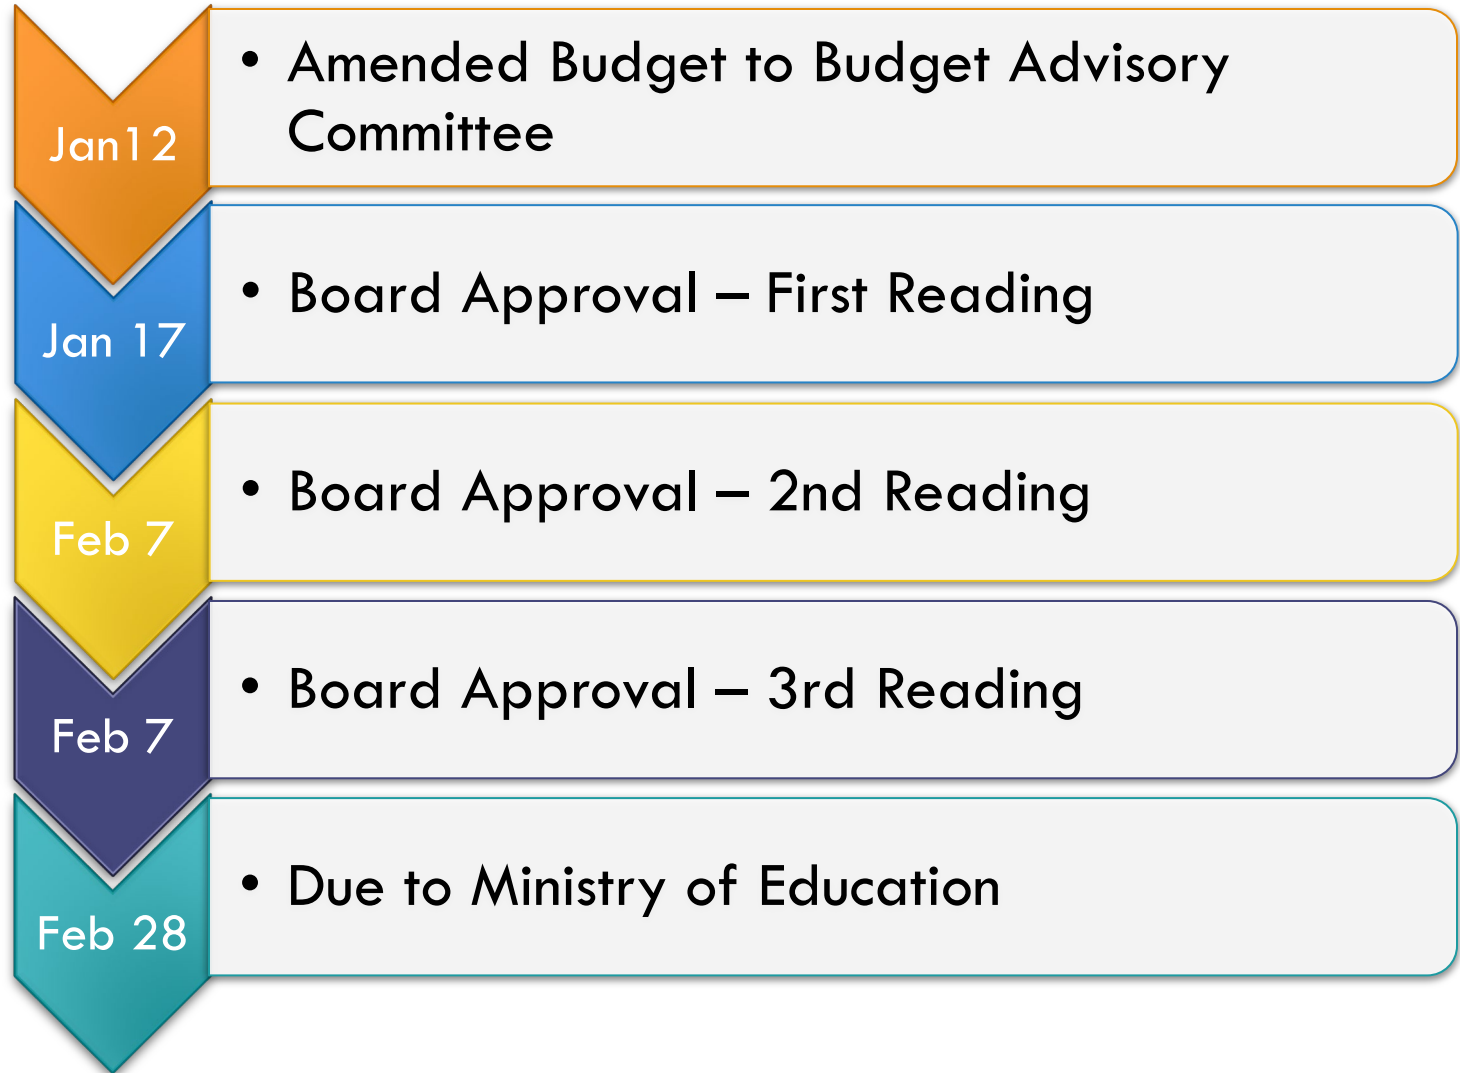 Jan12
• Amended Budget to Budget Advisory
Committee
Jan 17
• Board Approval – First Reading
Feb 7
• Board Approval – 2nd Reading
Feb 7
• Board Approval – 3rd Reading
Feb 28
• Due to Ministry of Education